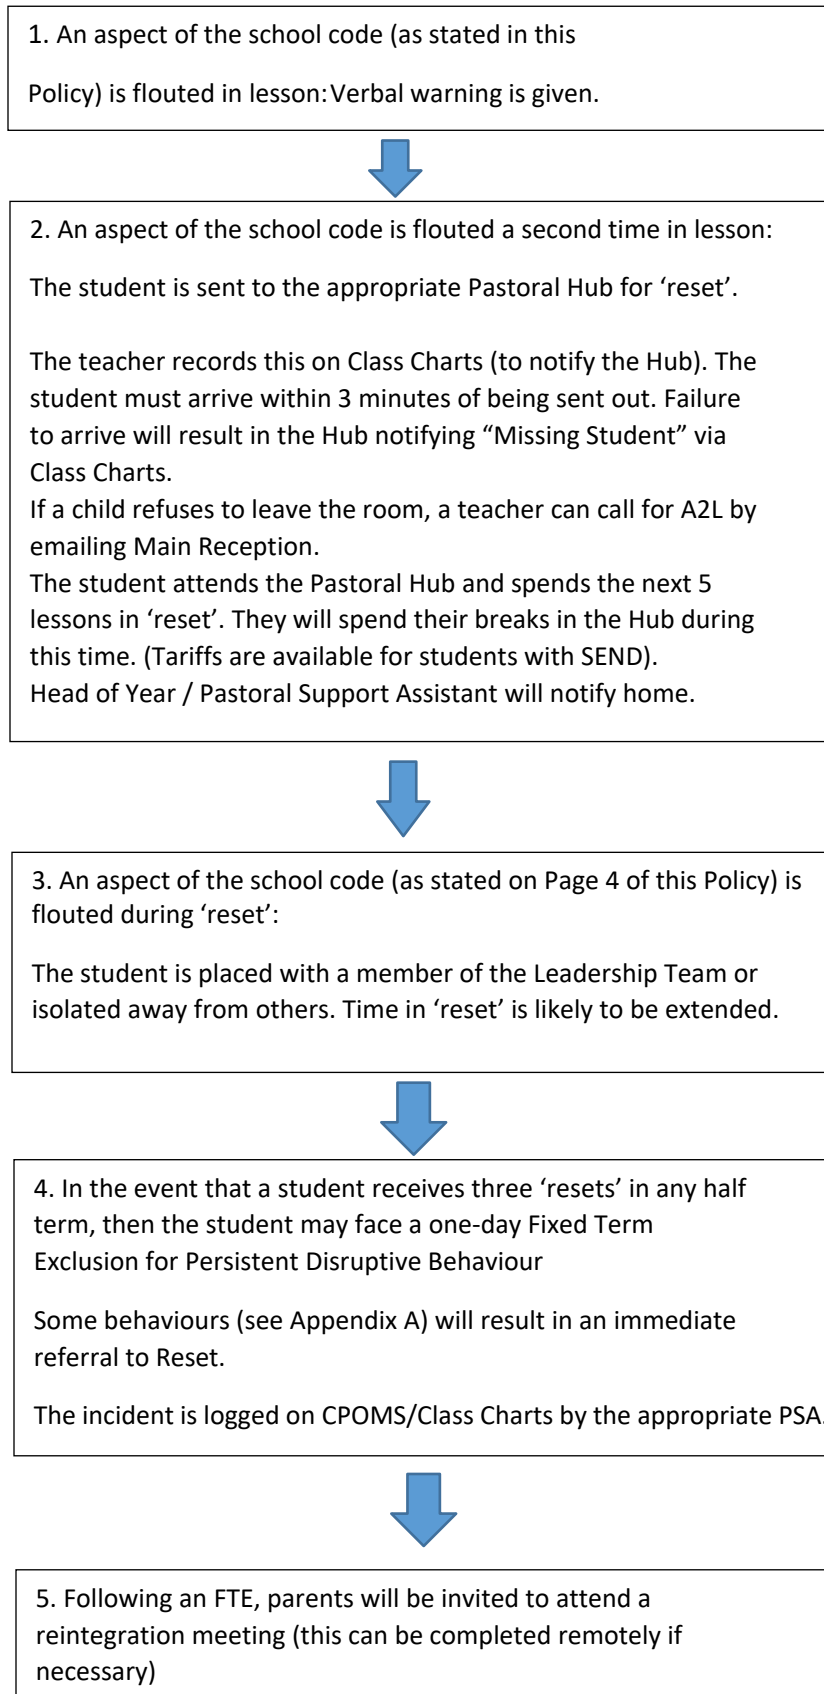 1. An aspect of the school code (as stated in this
Policy) is flouted in lesson: Verbal warning is given.
2. An aspect of the school code is flouted a second time in lesson:
The student is sent to the appropriate Pastoral Hub for ‘reset’.
The teacher records this on Class Charts (to notify the Hub). The
student must arrive within 3 minutes of being sent out. Failure
to arrive will result in the Hub notifying “Missing Student” via
Class Charts.
If a child refuses to leave the room, a teacher can call for A2L by
emailing Main Reception.
The student attends the Pastoral Hub and spends the next 5
lessons in ‘reset’. They will spend their breaks in the Hub during
this time. (Tariffs are available for students with SEND).
Head of Year / Pastoral Support Assistant will notify home.
3. An aspect of the school code (as stated on Page 4 of this Policy) is
flouted during ‘reset’:
The student is placed with a member of the Leadership Team or
isolated away from others. Time in ‘reset’ is likely to be extended.
4. In the event that a student receives three ‘resets’ in any half
term, then the student may face a one-day Fixed Term
Exclusion for Persistent Disruptive Behaviour
Some behaviours (see Appendix A) will result in an immediate
referral to Reset.
The incident is logged on CPOMS/Class Charts by the appropriate PSA.
5. Following an FTE, parents will be invited to attend a
reintegration meeting (this can be completed remotely if
necessary)